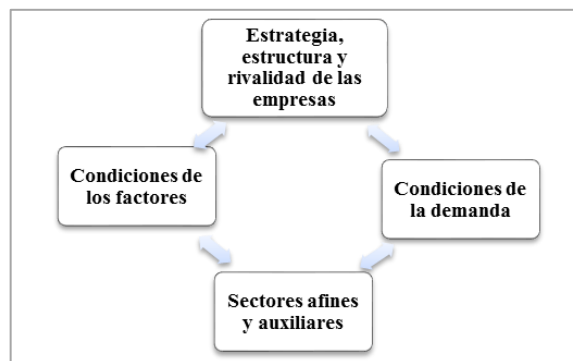 Estrategia,
estructura y
rivalidad de las
empresas
Condiciones de
los factores
Condiciones de
la demanda
Sectores afines
y auxiliares